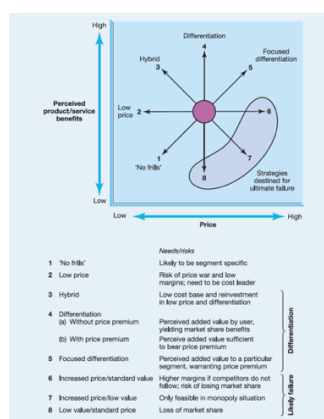 High
Differentiation
4
Hybrid
3
Focused
differentiation
5
Perceived
product/service
benefits
Low
price
2
6
1
'No frills'
7
8
Strategies
destined for
ultimate failure
Low
Low
High
Price
Needs/risks
1 'No frills' Likely to be segment specific
2 Low price Risk of price war and low
margins; need to be cost leader
3 Hybrid Low cost base and reinvestment
in low price and differentiation
4 Differentiation
(a) Without price premium Perceived added value by user,
yielding market share benefits
(b) With price premium Perceive added value sufficient
to bear price premium
5 Focused differentiation Perceived added value to a particular
segment, warranting price premium
Differentiation
6 Increased price/standard value Higher margins if competitors do not
follow; risk of losing market share
7 Increased price/low value Only feasible in monopoly situation
8 Low value/standard price Loss of market share
Likely failure